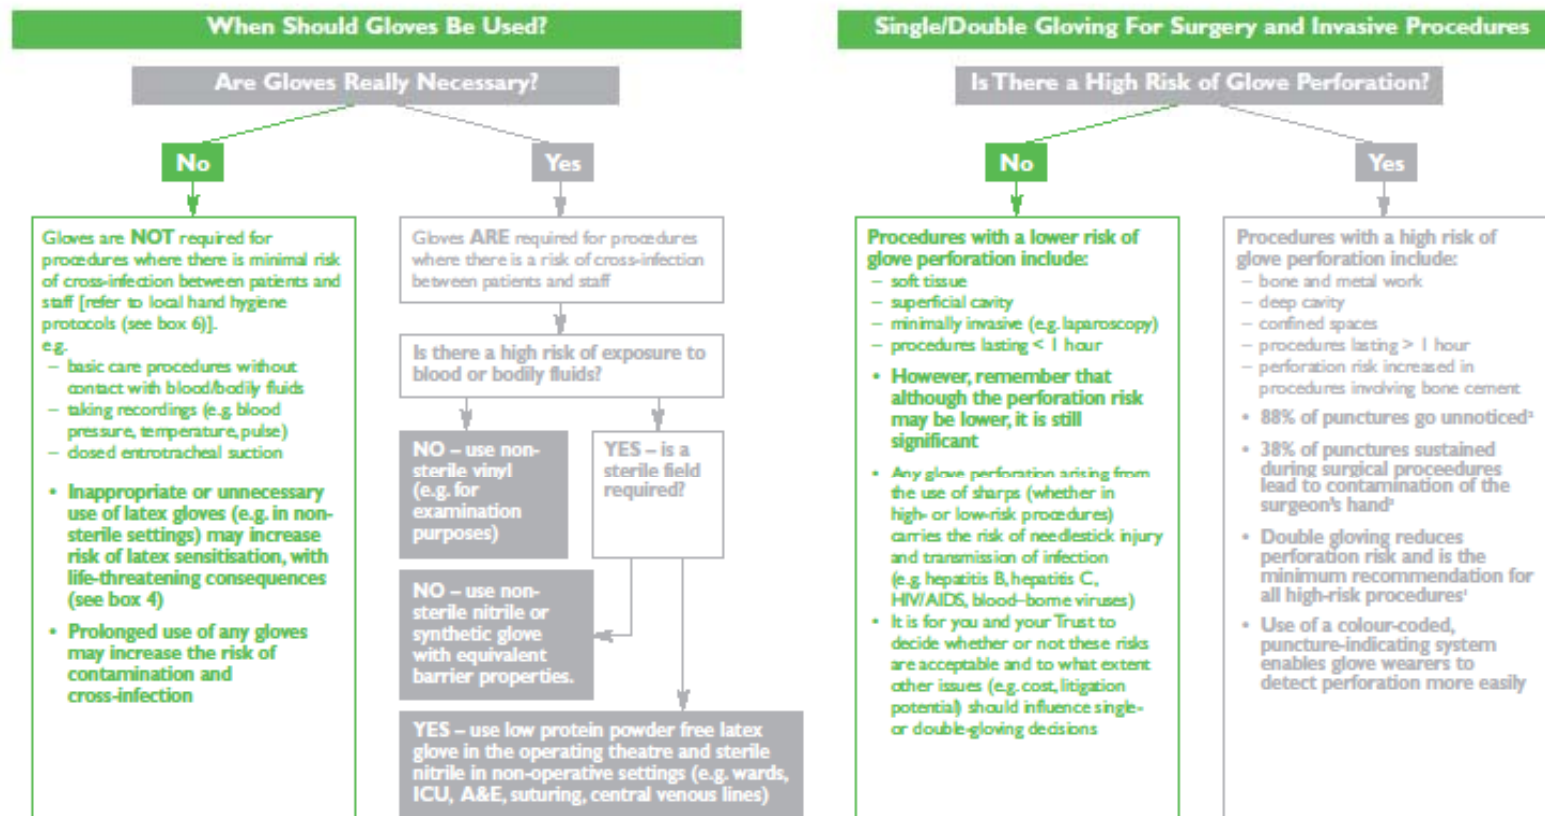 When Should Gloves Be Used?
Are Gloves Really Necessary?
No
Yes
Gloves are NOT required for
procedures where there is minimal risk
of cross-infection between patients and
staff [refer to local hand hygiene
protocols (see box 6)].
e.g.
– basic care procedures without
contact with blood/bodily fluids
– taking recordings (e.g. blood
pressure, temperature, pulse)
– closed entrotracheal suction
• Inappropriate or unnecessary
use of latex gloves (e.g. in non-
sterile settings) may increase
risk of latex sensitisation, with
life-threatening consequences
(see box 4)
• Prolonged use of any gloves
may increase the risk of
contamination and
cross-infection
Gloves ARE required for procedures
where there is a risk of cross-infection
between patients and staff
Is there a high risk of exposure to
blood or bodily fluids?
NO – use non-
sterile vinyl
(e.g. for
examination
purposes)
YES – is a
sterile field
required?
NO – use non-
sterile nitrile or
synthetic glove
with equivalent
barrier properties.
YES – use low protein powder free latex
glove in the operating theatre and sterile
nitrile in non-operative settings (e.g. wards,
ICU, A&E, suturing, central venous lines)
Single/Double Gloving For Surgery and Invasive Procedures
Is There a High Risk of Glove Perforation?
No
Yes
Procedures with a lower risk of
glove perforation include:
– soft tissue
– superficial cavity
– minimally invasive (e.g. laparoscopy)
– procedures lasting < 1 hour
• However, remember that
although the perforation risk
may be lower, it is still
significant
• Any glove perforation arising from
the use of sharps (whether in
high- or low-risk procedures)
carries the risk of needlestick injury
and transmission of infection
(e.g. hepatitis B, hepatitis C,
HIV/AIDS, blood–borne viruses)
• It is for you and your Trust to
decide whether or not these risks
are acceptable and to what extent
other issues (e.g. cost, litigation
potential) should influence single-
or double-gloving decisions
Procedures with a high risk of
glove perforation include:
– bone and metal work
– deep cavity
– confined spaces
– procedures lasting > 1 hour
– perforation risk increased in
procedures involving bone cement
• 88% of punctures go unnoticed²
• 38% of punctures sustained
during surgical proceedures
lead to contamination of the
surgeon's hand³
• Double gloving reduces
perforation risk and is the
minimum recommendation for
all high-risk procedures¹
• Use of a colour-coded,
puncture-indicating system
enables glove wearers to
detect perforation more easily